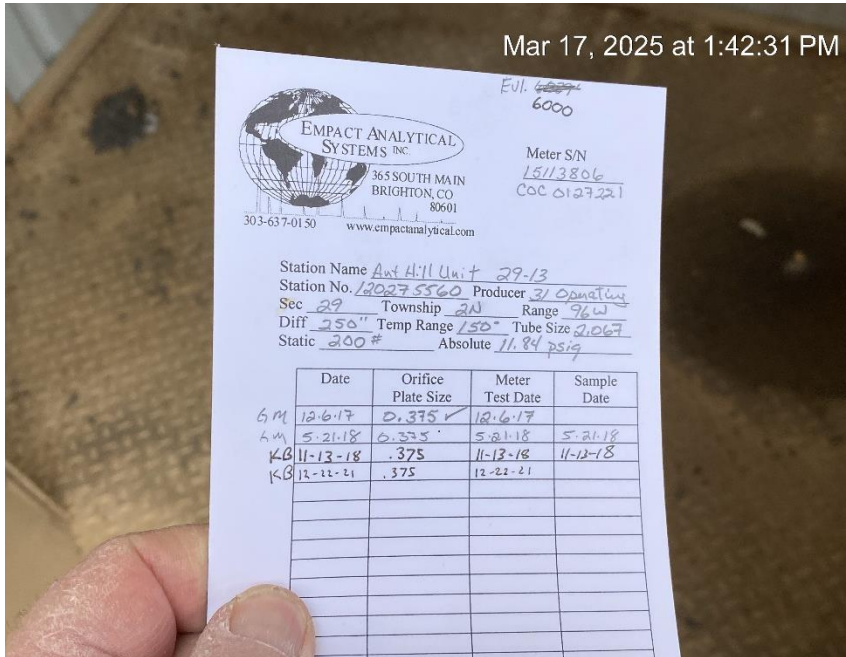 Mar 17, 2025 at 1:42:31 PM
Evl.
6000
EMPACT ANALYTICAL
SYSTEMS INC.
365 SOUTH MAIN
BRIGHTON, CO
80601
303-637-0150 www.empactanalytical.com
Meter S/N
15113806
COC 0127221
Station Name Ant Hill Unit 29-13
Station No. 120275560 Producer 31 Operating
Sec 29 Township 2N Range 96W
Diff 250" Temp Range 150° Tube Size 2.067
Static 200# Absolute 11.84 psig
Date Orifice Plate Size Meter Test Date Sample Date
GM 12.6.17 0.375 ✓ 12.6.17
GM 5.21.18 0.375 5.21.18 5.21.18
KB 11-13-18 .375 11-13-18 11-13-18
KB 12-22-21 .375 12-22-21